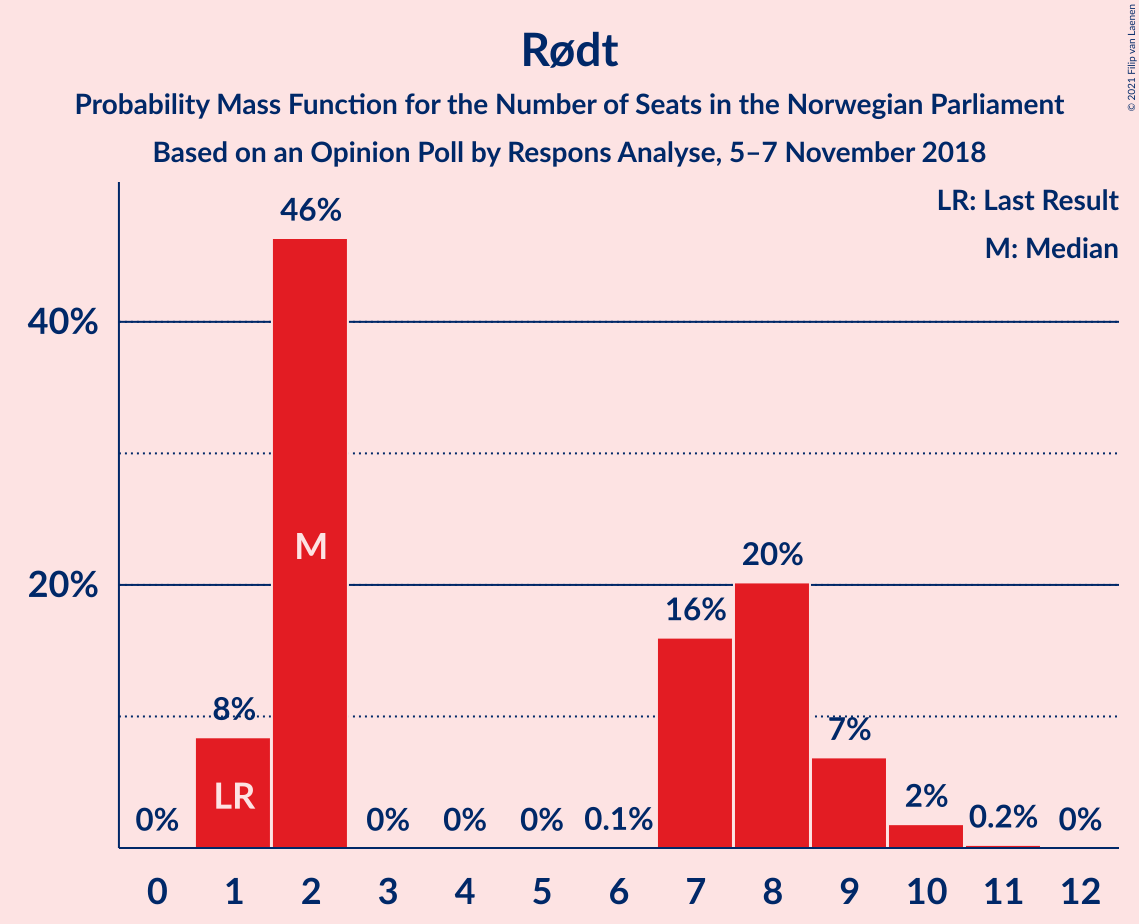 Rødt
Probability Mass Function for the Number of Seats in the Norwegian Parliament
Based on an Opinion Poll by Respons Analyse, 5–7 November 2018
© 2021 Filip van Laenen
LR: Last Result
M: Median
40%
20%
0%
8%
46%
0%
0%
0%
0.1%
16%
20%
7%
2%
0.2%
0%
LR
M
0 1 2 3 4 5 6 7 8 9 10 11 12